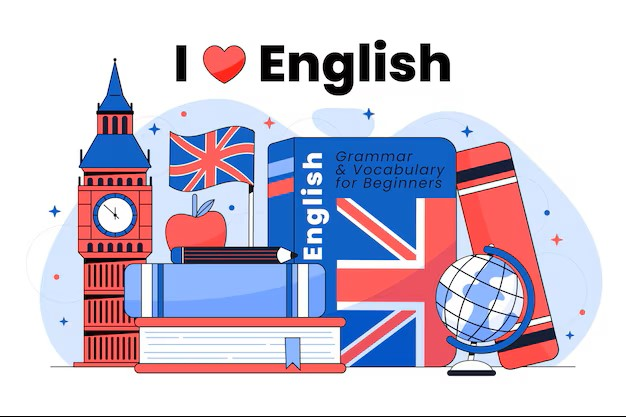 I ❤ English
English
Grammar
& Vocabulary
for Beginners